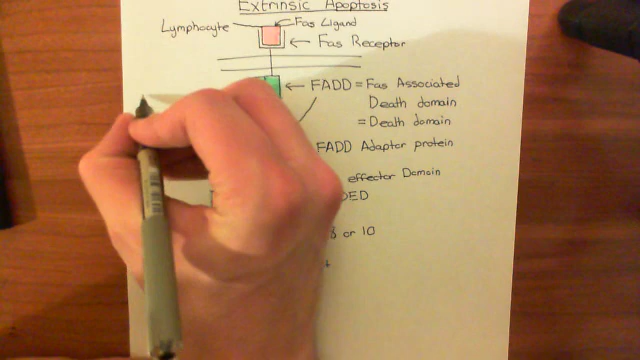 Extrinsic Apoptosis
Lymphocyte
Fas Ligand
Fas Receptor
FADD = Fas Associated
Death domain
= Death domain
FADD Adaptor protein
effector Domain
DED
or 10